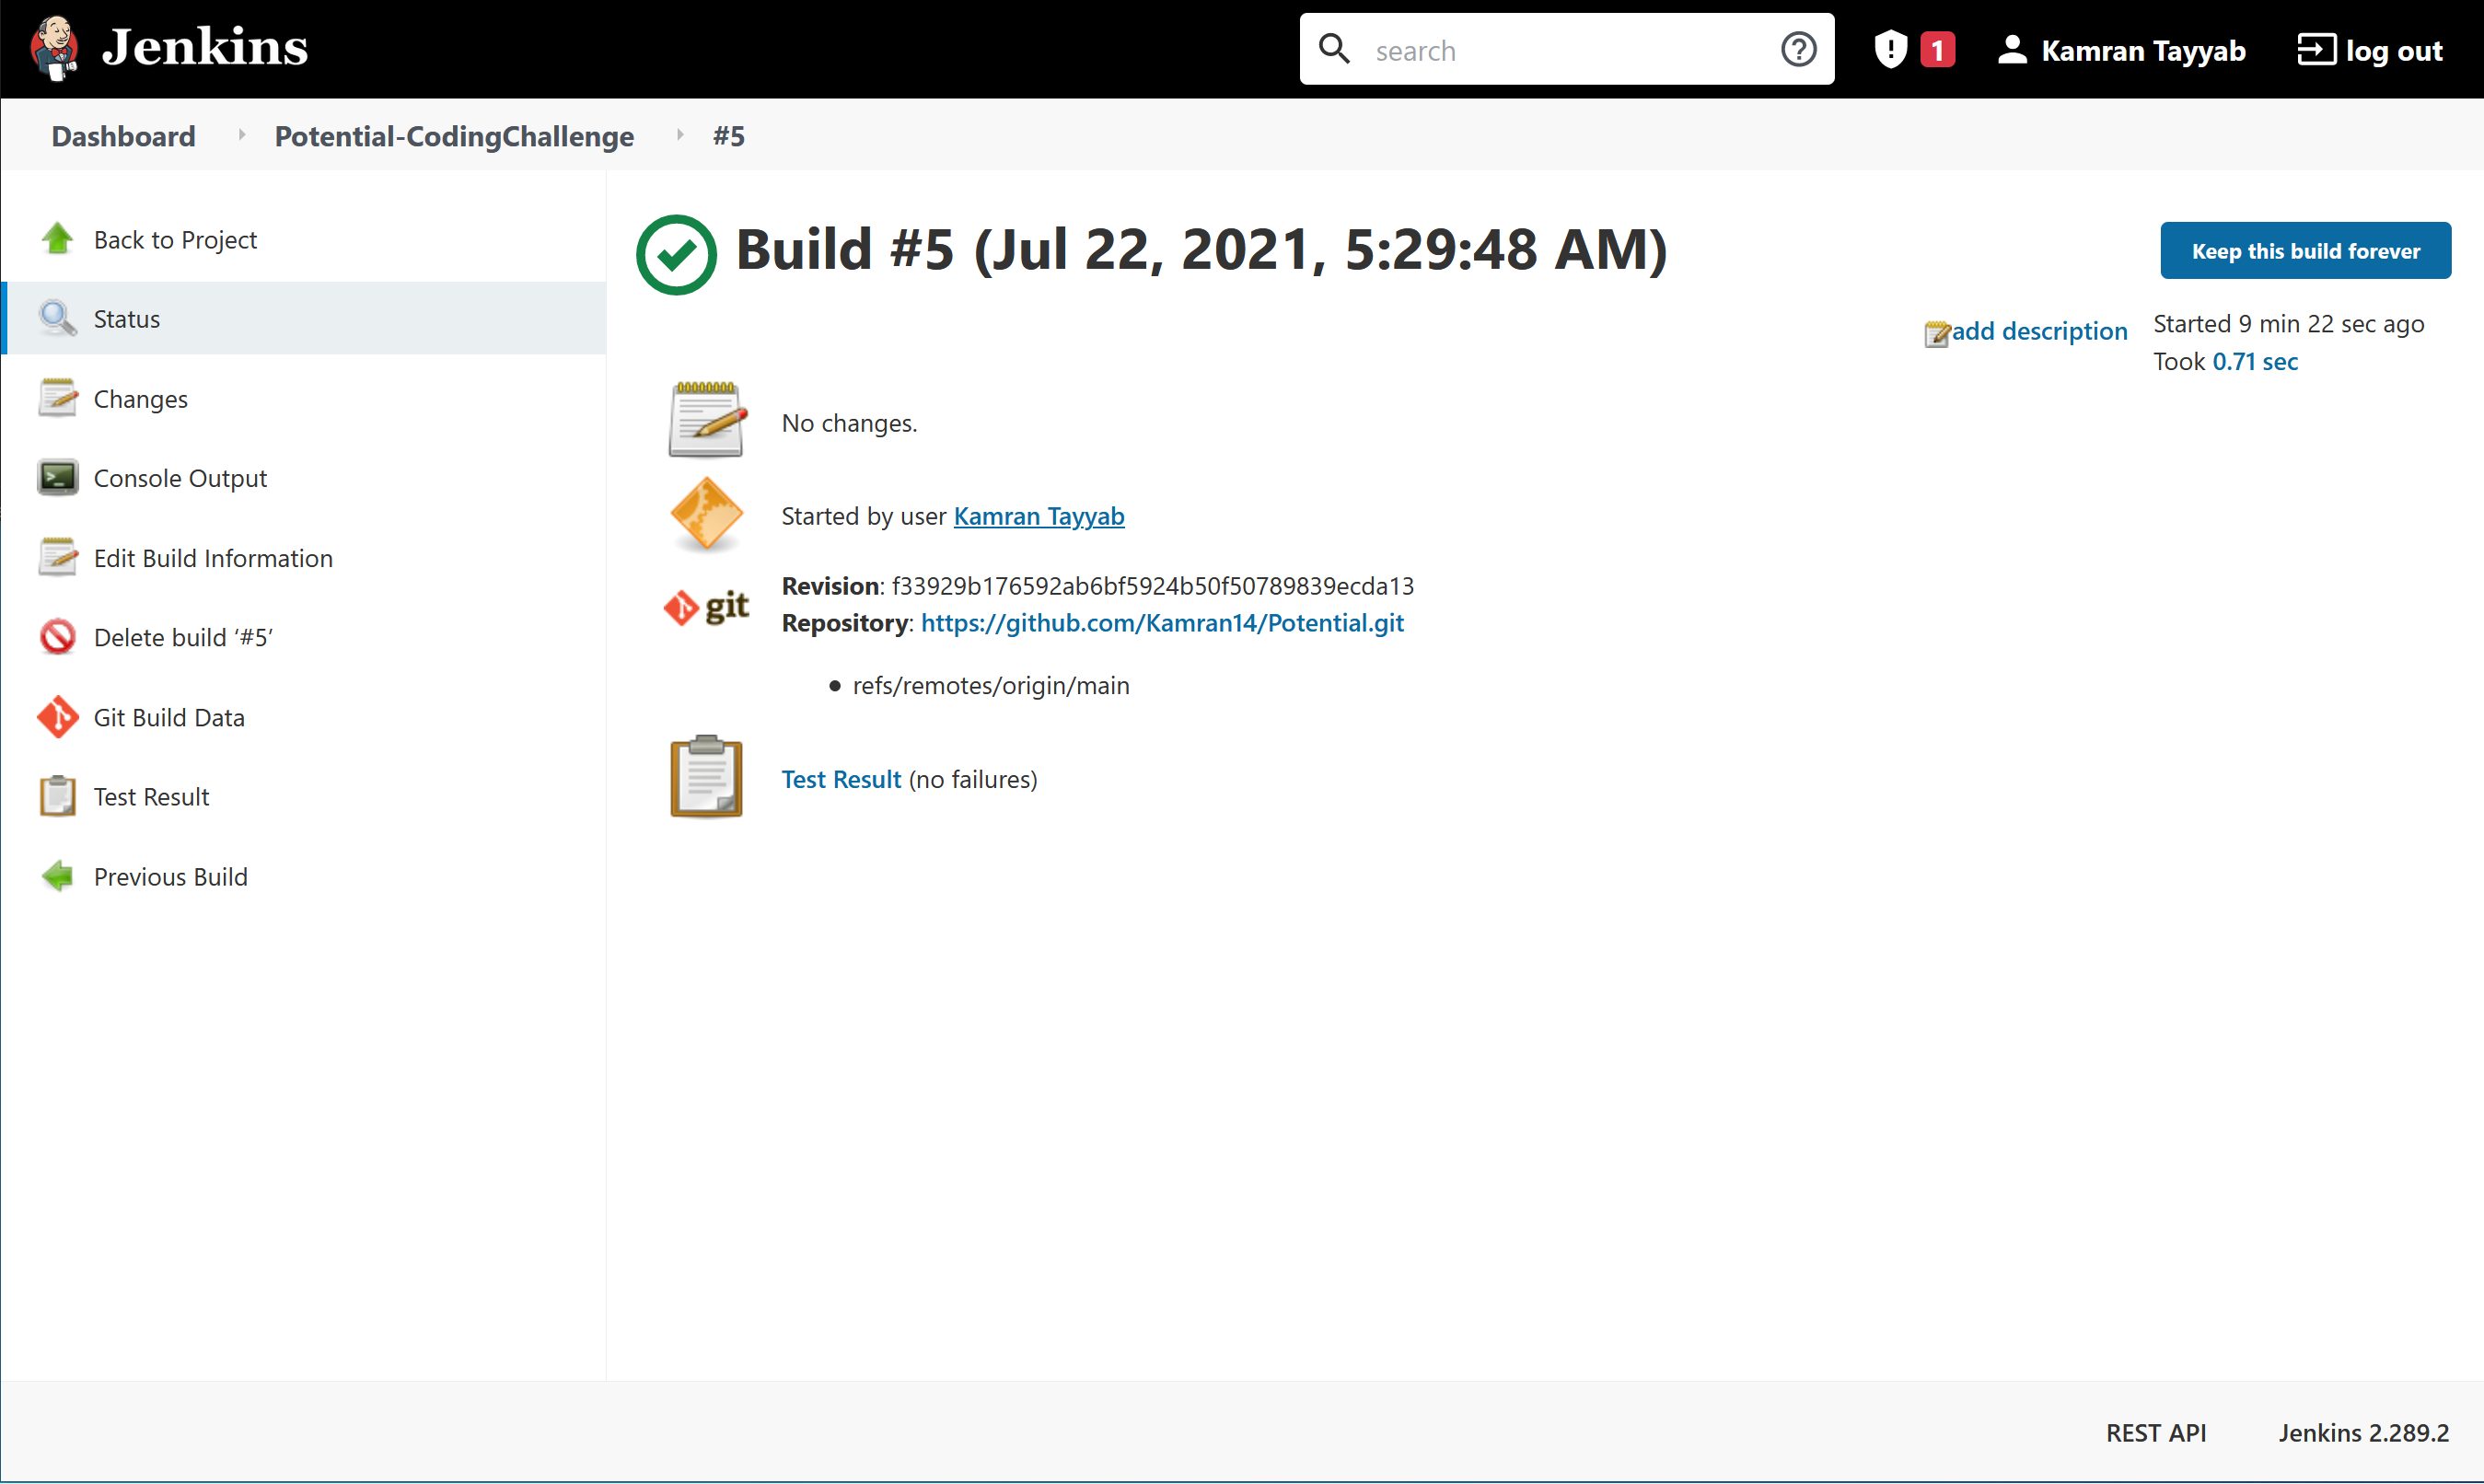 Jenkins
search
1
Kamran Tayyab
log out
Dashboard
Potential-CodingChallenge
#5
Back to Project
Status
Changes
Console Output
Edit Build Information
Delete build ‘#5’
Git Build Data
Test Result
Previous Build
Build #5 (Jul 22, 2021, 5:29:48 AM)
Keep this build forever
add description
Started 9 min 22 sec ago
Took 0.71 sec
No changes.
Started by user Kamran Tayyab
git
Revision: f33929b176592ab6bf5924b50f50789839ecda13
Repository: https://github.com/Kamran14/Potential.git
refs/remotes/origin/main
Test Result (no failures)
REST API
Jenkins 2.289.2